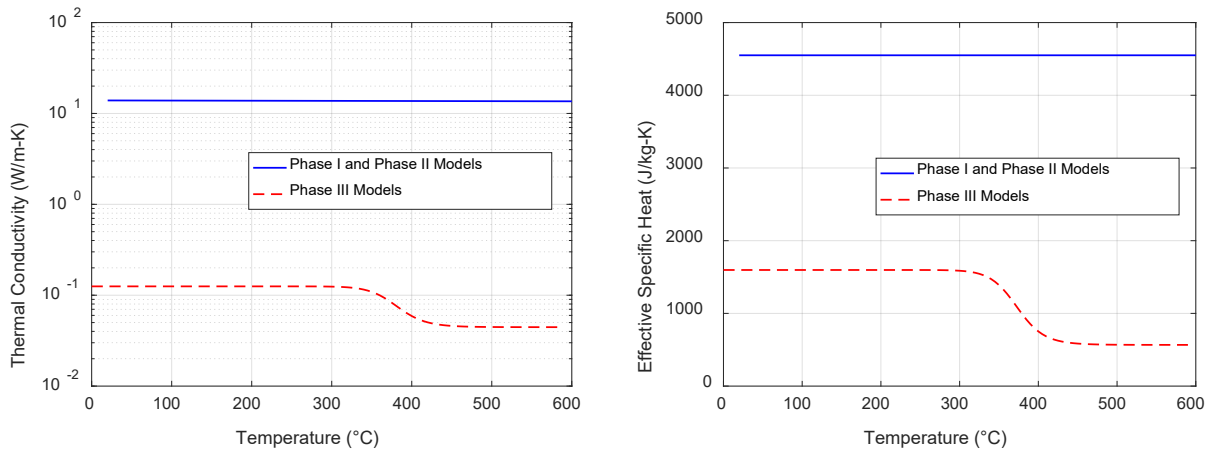 10 2
10 1
10 0
10 -1
10 -2
Thermal Conductivity (W/m-K)
Phase I and Phase II Models
Phase III Models
0 100 200 300 400 500 600
Temperature (°C)
5000
4000
3000
2000
1000
0
Effective Specific Heat (J/kg-K)
Phase I and Phase II Models
Phase III Models
0 100 200 300 400 500 600
Temperature (°C)